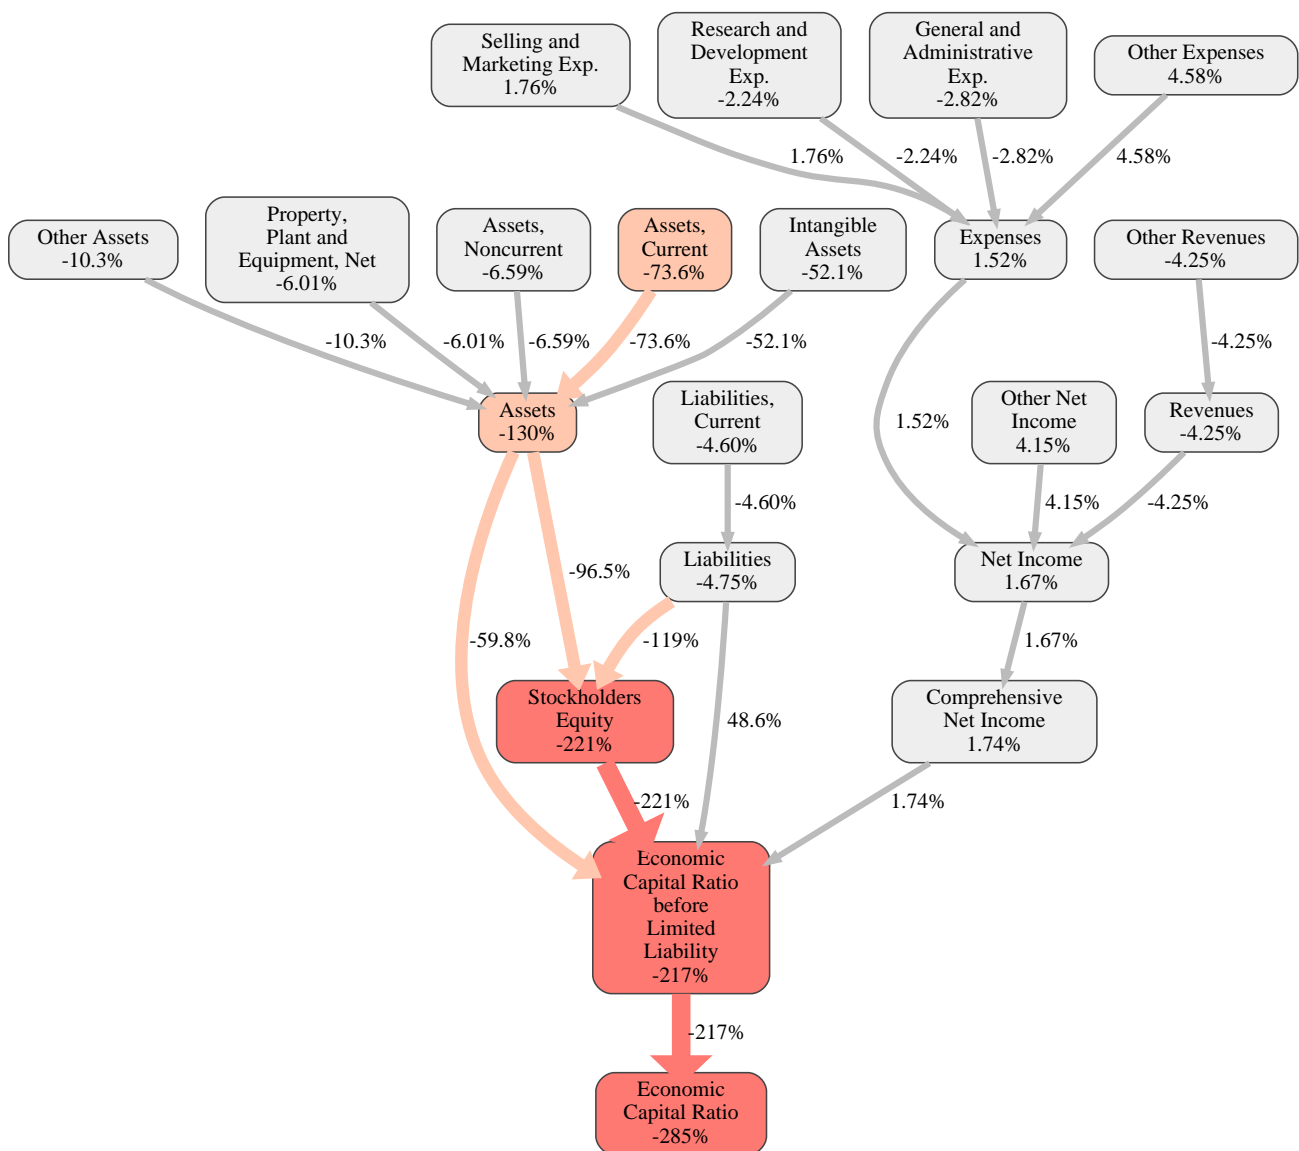 Selling and
Marketing Exp.
1.76%
Research and
Development
Exp.
-2.24%
General and
Administrative
Exp.
-2.82%
Other Expenses
4.58%
1.76%
-2.24%
-2.82%
4.58%
Other Assets
-10.3%
Property,
Plant and
Equipment, Net
-6.01%
Assets,
Noncurrent
-6.59%
Assets,
Current
-73.6%
Intangible
Assets
-52.1%
Expenses
1.52%
Other Revenues
-4.25%
-10.3%
-6.01%
-6.59%
-73.6%
-52.1%
-4.25%
Assets
-130%
Liabilities,
Current
-4.60%
1.52%
Other Net
Income
4.15%
Revenues
-4.25%
-4.60%
4.15%
-4.25%
-96.5%
Liabilities
-4.75%
Net Income
1.67%
-59.8%
-119%
1.67%
Stockholders
Equity
-221%
48.6%
Comprehensive
Net Income
1.74%
-221%
1.74%
Economic
Capital Ratio
before
Limited
Liability
-217%
-217%
Economic
Capital Ratio
-285%